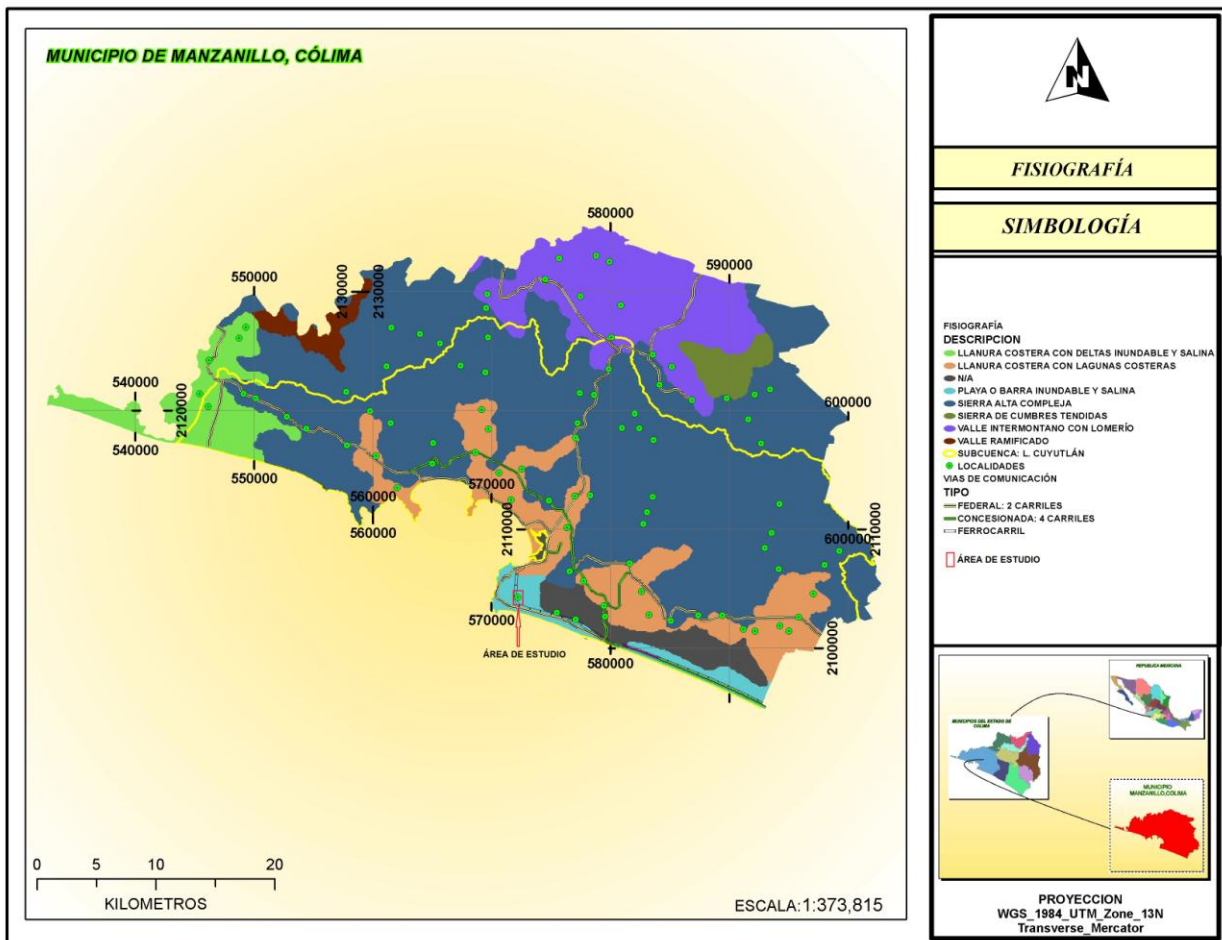 MUNICIPIO DE MANZANILLO, CÓLIMA
580000
590000
550000
2130000
2130000
540000
2120000
540000
550000
600000
560000
560000
570000
2110000
600000
2110000
570000
580000
2100000
ÁREA DE ESTUDIO
0 5 10 20
KILOMETROS
ESCALA:1:373,815
N
FISIOGRAFÍA
SIMBOLOGÍA
FISIOGRAFÍA
DESCRIPCION
LLANURA COSTERA CON DELTAS INUNDABLE Y SALINA
LLANURA COSTERA CON LAGUNAS COSTERAS
N/A
PLAYA O BARRA INUNDABLE Y SALINA
SIERRA ALTA COMPLEJA
SIERRA DE CUMBRES TENDIDAS
VALLE INTERMONTANO CON LOMERÍO
VALLE RAMIFICADO
SUBCUENCA: L. CUYUTLÁN
LOCALIDADES
VIAS DE COMUNICACIÓN
TIPO
FEDERAL: 2 CARRILES
CONCESIONADA: 4 CARRILES
FERROCARRIL
ÁREA DE ESTUDIO
REPUBLICA MEXICANA
MUNICIPIOS DEL ESTADO DE
COLIMA
MUNICIPIO
MANZANILLO,COLIMA
PROYECCION
WGS_1984_UTM_Zone_13N
Transverse_Mercator